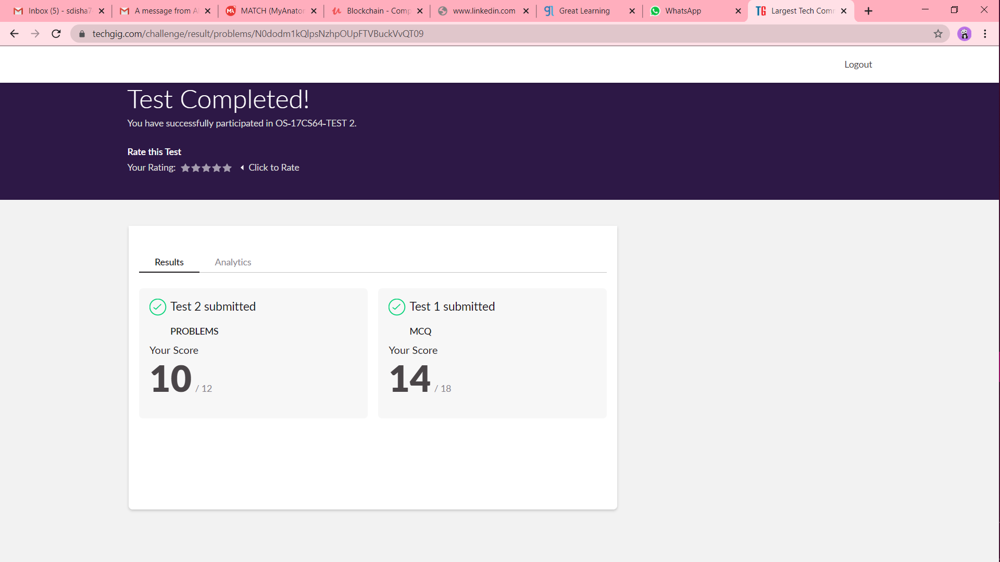 Inbox (5) - sdisha7
A message from A
MATCH (MyAnator
Blockchain - Comp
www.linkedin.com
Great Learning
WhatsApp
TG Largest Tech Com
techgig.com/challenge/result/problems/N0dodm1kQlpsNzhpOUpFTVBuckVvQT09
Logout
Test Completed!
You have successfully participated in OS-17CS64-TEST 2.
Rate this Test
Your Rating: Click to Rate
Results Analytics
Test 2 submitted
PROBLEMS
Your Score
10 / 12
Test 1 submitted
MCQ
Your Score
14 / 18